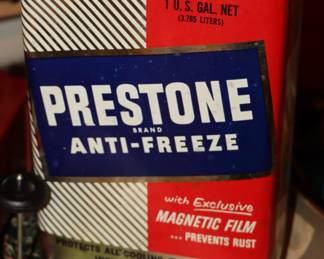 1 U.S. GAL. NET
(3.785 LITERS)
PRESTONE
BRAND
ANTI-FREEZE
with Exclusive
MAGNETIC FILM
... PREVENTS RUST
PROTECTS ALL COOLING